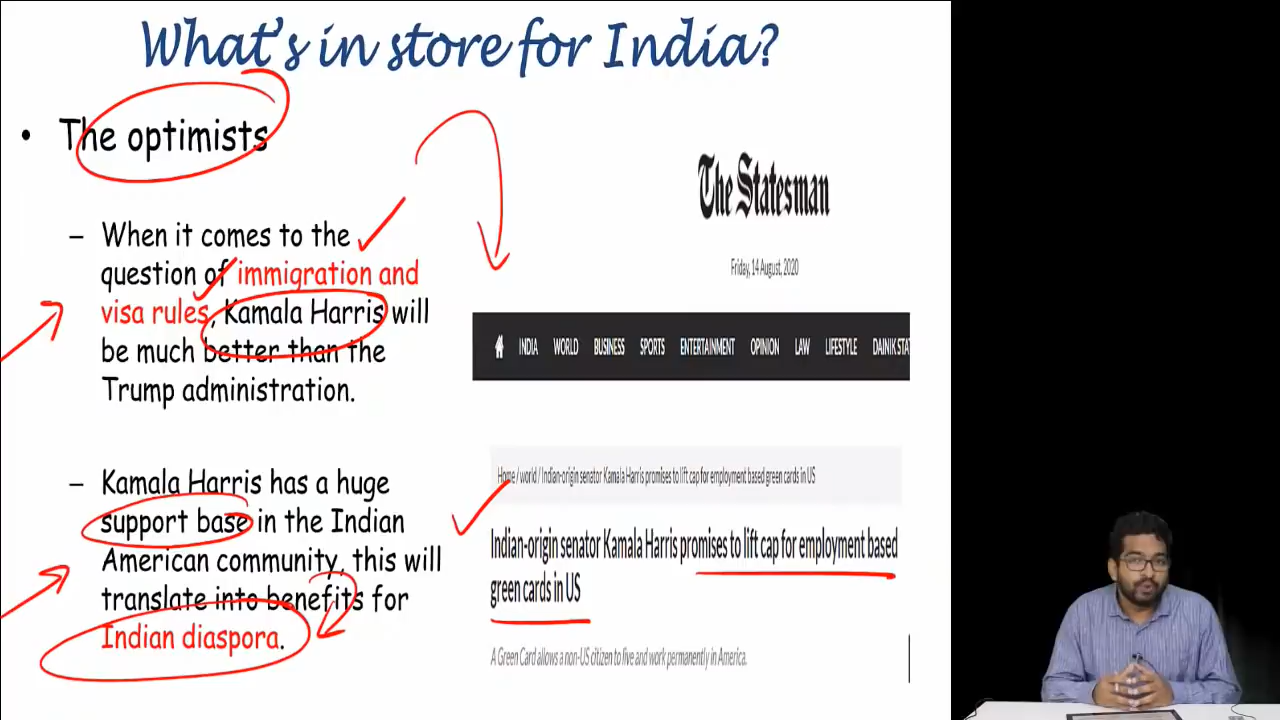 What's in store for India?
• The optimists
– When it comes to the
question of immigration and
visa rules, Kamala Harris will
be much better than the
Trump administration.
– Kamala Harris has a huge
support base in the Indian
American community, this will
translate into benefits for
Indian diaspora.
The Statesman
Friday, 14 August, 2020
INDIA WORLD BUSINESS SPORTS ENTERTAINMENT OPINION LAW LIFESTYLE DAINIK STAT
Home / world / Indian-origin senator Kamala Harris promises to lift cap for employment based green cards in US
Indian-origin senator Kamala Harris promises to lift cap for employment based
green cards in US
A Green Card allows a non-US citizen to live and work permanently in America.